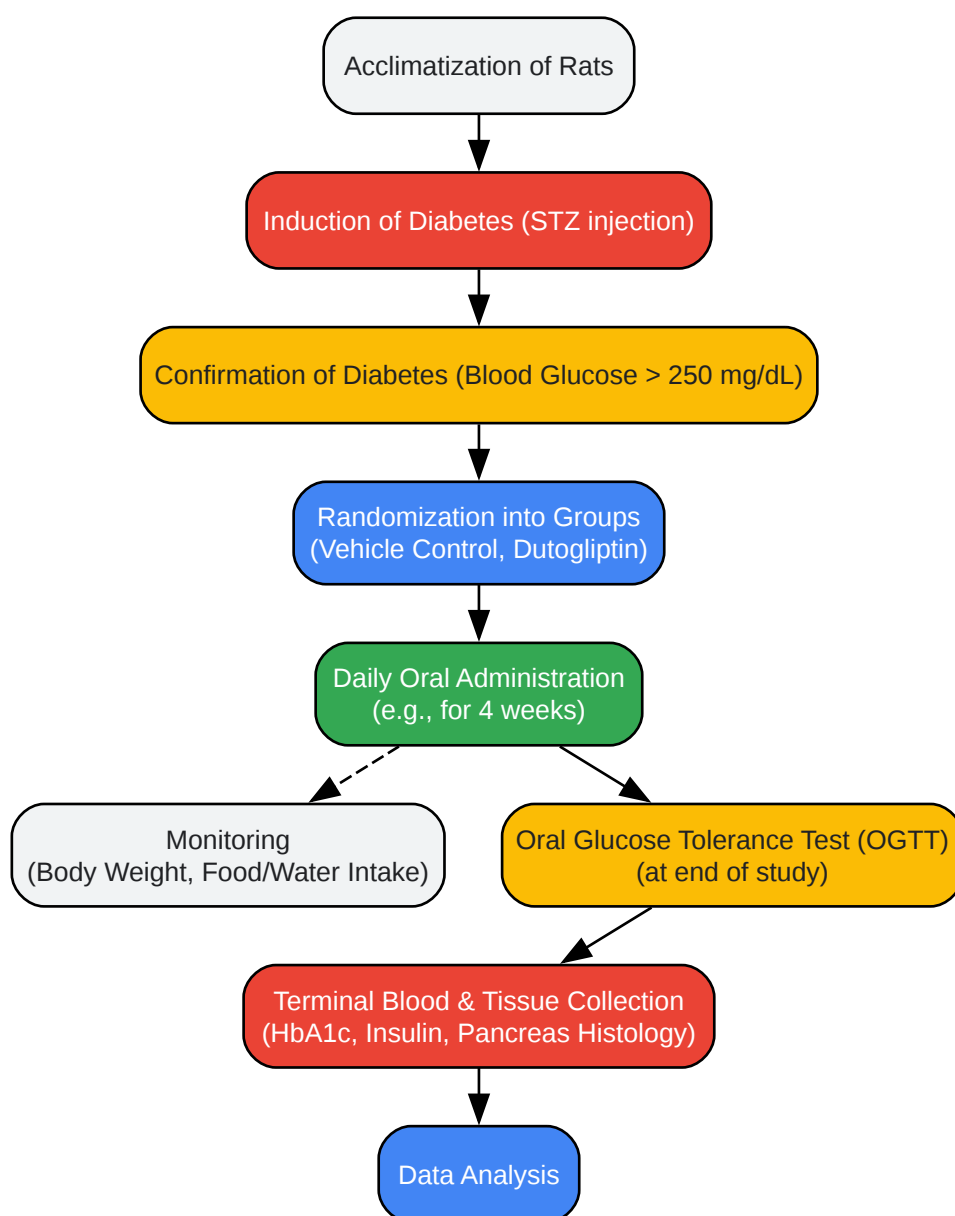 Acclimatization of Rats
Induction of Diabetes (STZ injection)
Confirmation of Diabetes (Blood Glucose > 250 mg/dL)
Randomization into Groups
(Vehicle Control, Dutogliptin)
Daily Oral Administration
(e.g., for 4 weeks)
Monitoring
(Body Weight, Food/Water Intake)
Oral Glucose Tolerance Test (OGTT)
(at end of study)
Terminal Blood & Tissue Collection
(HbA1c, Insulin, Pancreas Histology)
Data Analysis